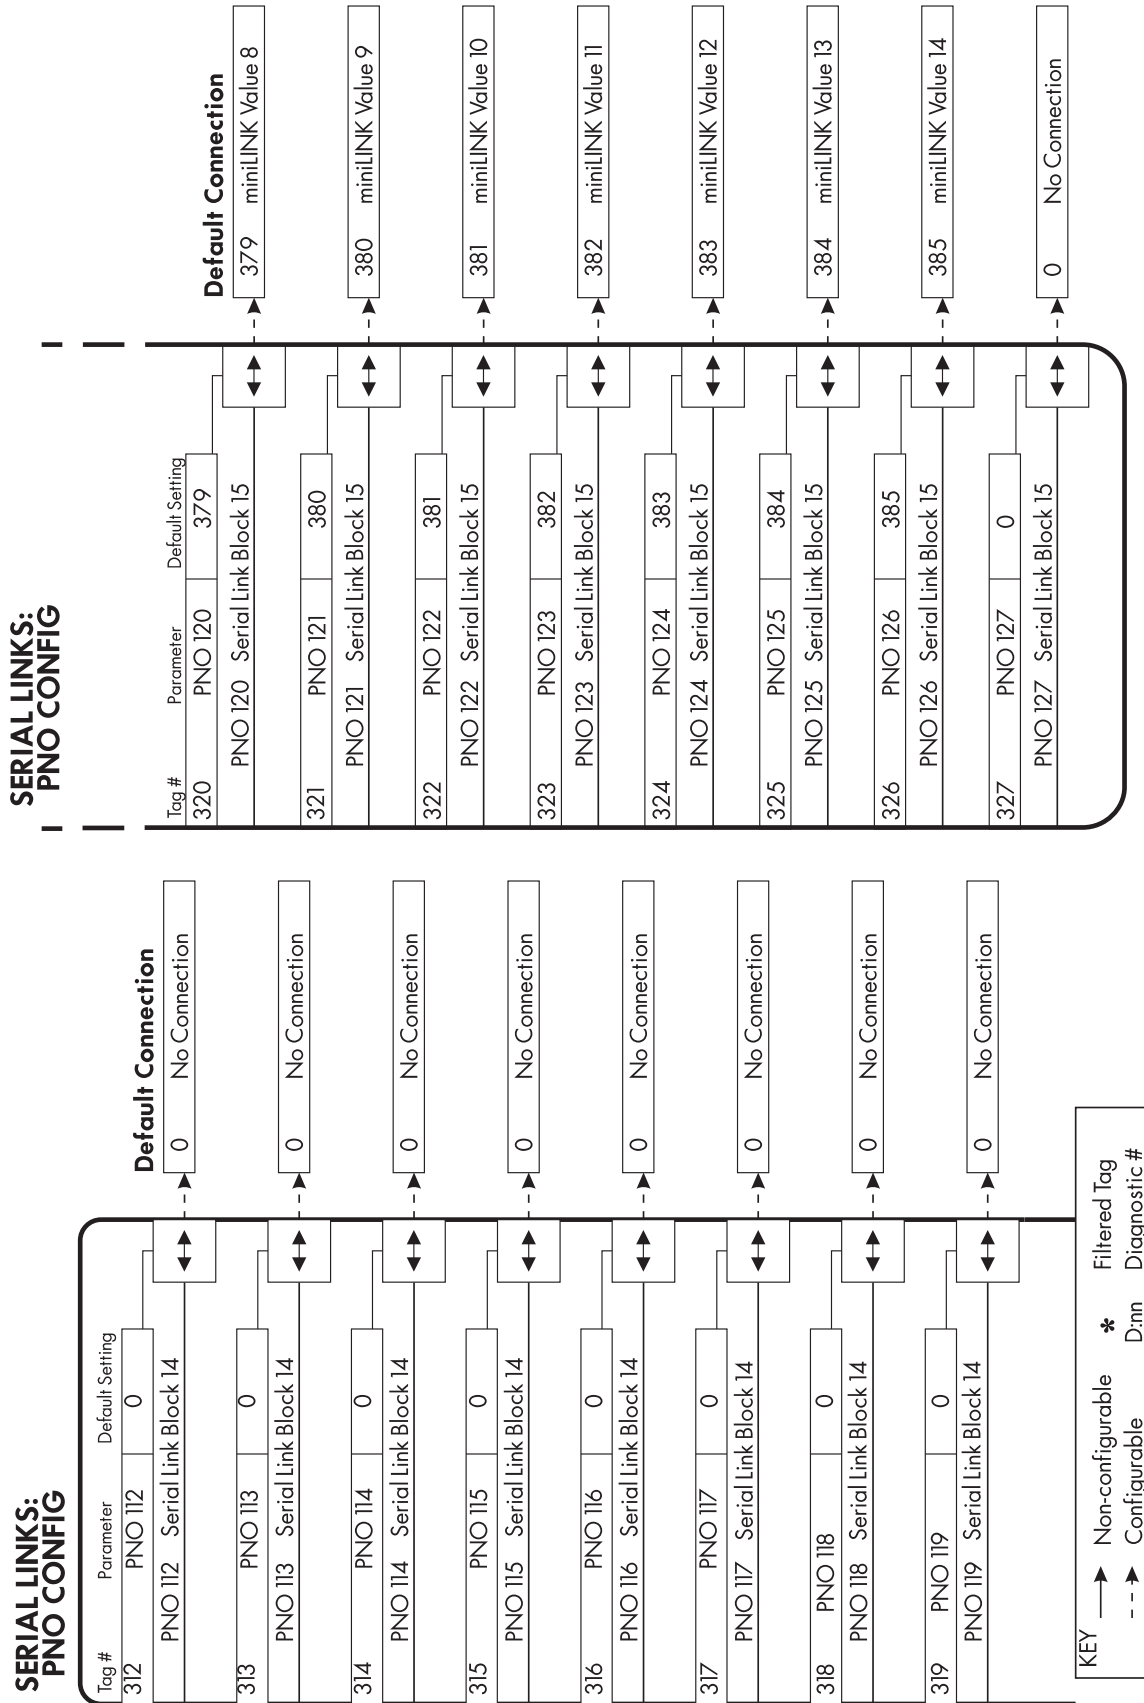 SERIAL LINKS:
PNO CONFIG
Default Connection
Tag # Parameter Default Setting
312 PNO 112 0
PNO 112 Serial Link Block 14
0 No Connection
313 PNO 113 0
PNO 113 Serial Link Block 14
0 No Connection
314 PNO 114 0
PNO 114 Serial Link Block 14
0 No Connection
315 PNO 115 0
PNO 115 Serial Link Block 14
0 No Connection
316 PNO 116 0
PNO 116 Serial Link Block 14
0 No Connection
317 PNO 117 0
PNO 117 Serial Link Block 14
0 No Connection
318 PNO 118 0
PNO 118 Serial Link Block 14
0 No Connection
319 PNO 119 0
PNO 119 Serial Link Block 14
0 No Connection
KEY
Non-configurable * Filtered Tag
Configurable D:nn Diagnostic #
SERIAL LINKS:
PNO CONFIG
Default Connection
Tag # Parameter Default Setting
320 PNO 120 379
PNO 120 Serial Link Block 15
379 miniLINK Value 8
321 PNO 121 380
PNO 121 Serial Link Block 15
380 miniLINK Value 9
322 PNO 122 381
PNO 122 Serial Link Block 15
381 miniLINK Value 10
323 PNO 123 382
PNO 123 Serial Link Block 15
382 miniLINK Value 11
324 PNO 124 383
PNO 124 Serial Link Block 15
383 miniLINK Value 12
325 PNO 125 384
PNO 125 Serial Link Block 15
384 miniLINK Value 13
326 PNO 126 385
PNO 126 Serial Link Block 15
385 miniLINK Value 14
327 PNO 127 0
PNO 127 Serial Link Block 15
0 No Connection